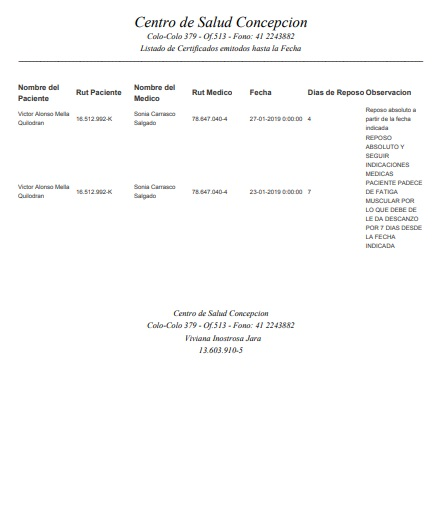 Centro de Salud Concepcion
Colo-Colo 379 - Of.513 - Fono: 41 2243882
Listado de Certificados emitodos hasta la Fecha
Nombre del Paciente Rut Paciente Nombre del Medico Rut Medico Fecha Dias de Reposo Observacion
Victor Alonso Mella Quilodran 16.512.992-K Sonia Carrasco Salgado 78.647.040-4 27-01-2019 0:00:00 4
Reposo absoluto a
partir de la fecha
indicada
Victor Alonso Mella Quilodran 16.512.992-K Sonia Carrasco Salgado 78.647.040-4 23-01-2019 0:00:00 7
REPOSO
ABSOLUTO Y
SEGUIR
INDICACIONES
MEDICAS
PACIENTE PADECE
DE FATIGA
MUSCULAR POR
LO QUE DEBE DE
LE DA DESCANZO
POR 7 DIAS DESDE
LA FECHA
INDICADA
Centro de Salud Concepcion
Colo-Colo 379 - Of.513 - Fono: 41 2243882
Viviana Inostrosa Jara
13.603.910-5